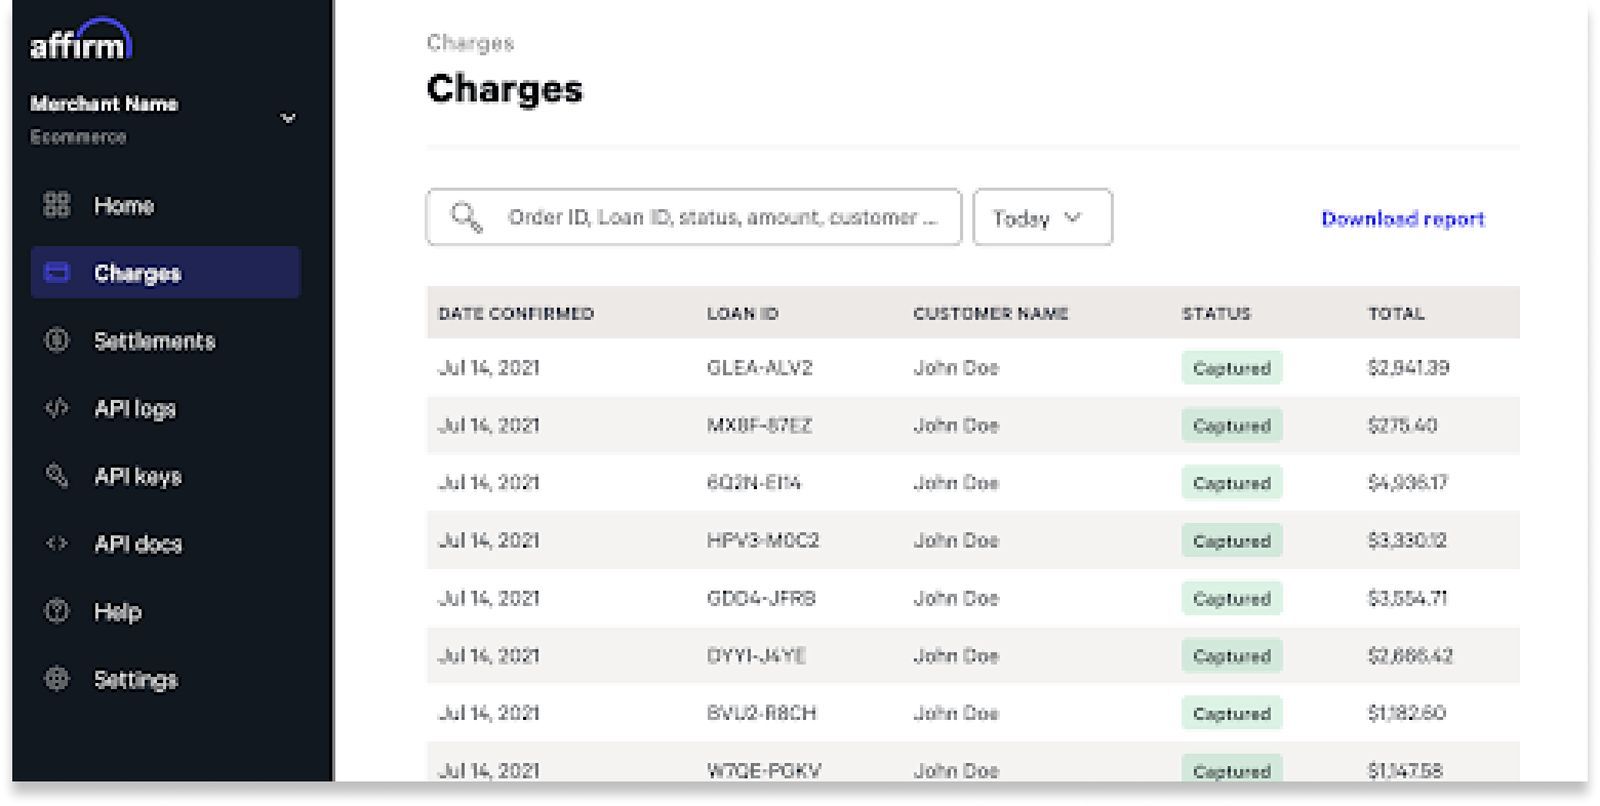 affirm
Merchant Name
Ecommerce
Home
Charges
Settlements
API logs
API keys
API docs
Help
Settings
Charges
Charges
Order ID, Loan ID, status, amount, customer ...
Today
Download report
DATE CONFIRMED LOAN ID CUSTOMER NAME STATUS TOTAL
Jul 14, 2021 GLEA-ALV2 John Doe Captured $2,941.39
Jul 14, 2021 MX8F-87EZ John Doe Captured $275.40
Jul 14, 2021 6Q2N-EI14 John Doe Captured $4,936.17
Jul 14, 2021 HPV3-M0C2 John Doe Captured $3,330.12
Jul 14, 2021 GDD4-JFRB John Doe Captured $3,554.71
Jul 14, 2021 DYYI-J4YE John Doe Captured $2,666.42
Jul 14, 2021 BVU2-R8CH John Doe Captured $1,182.60
Jul 14, 2021 W7QE-PGKV John Doe Captured $1,147.58